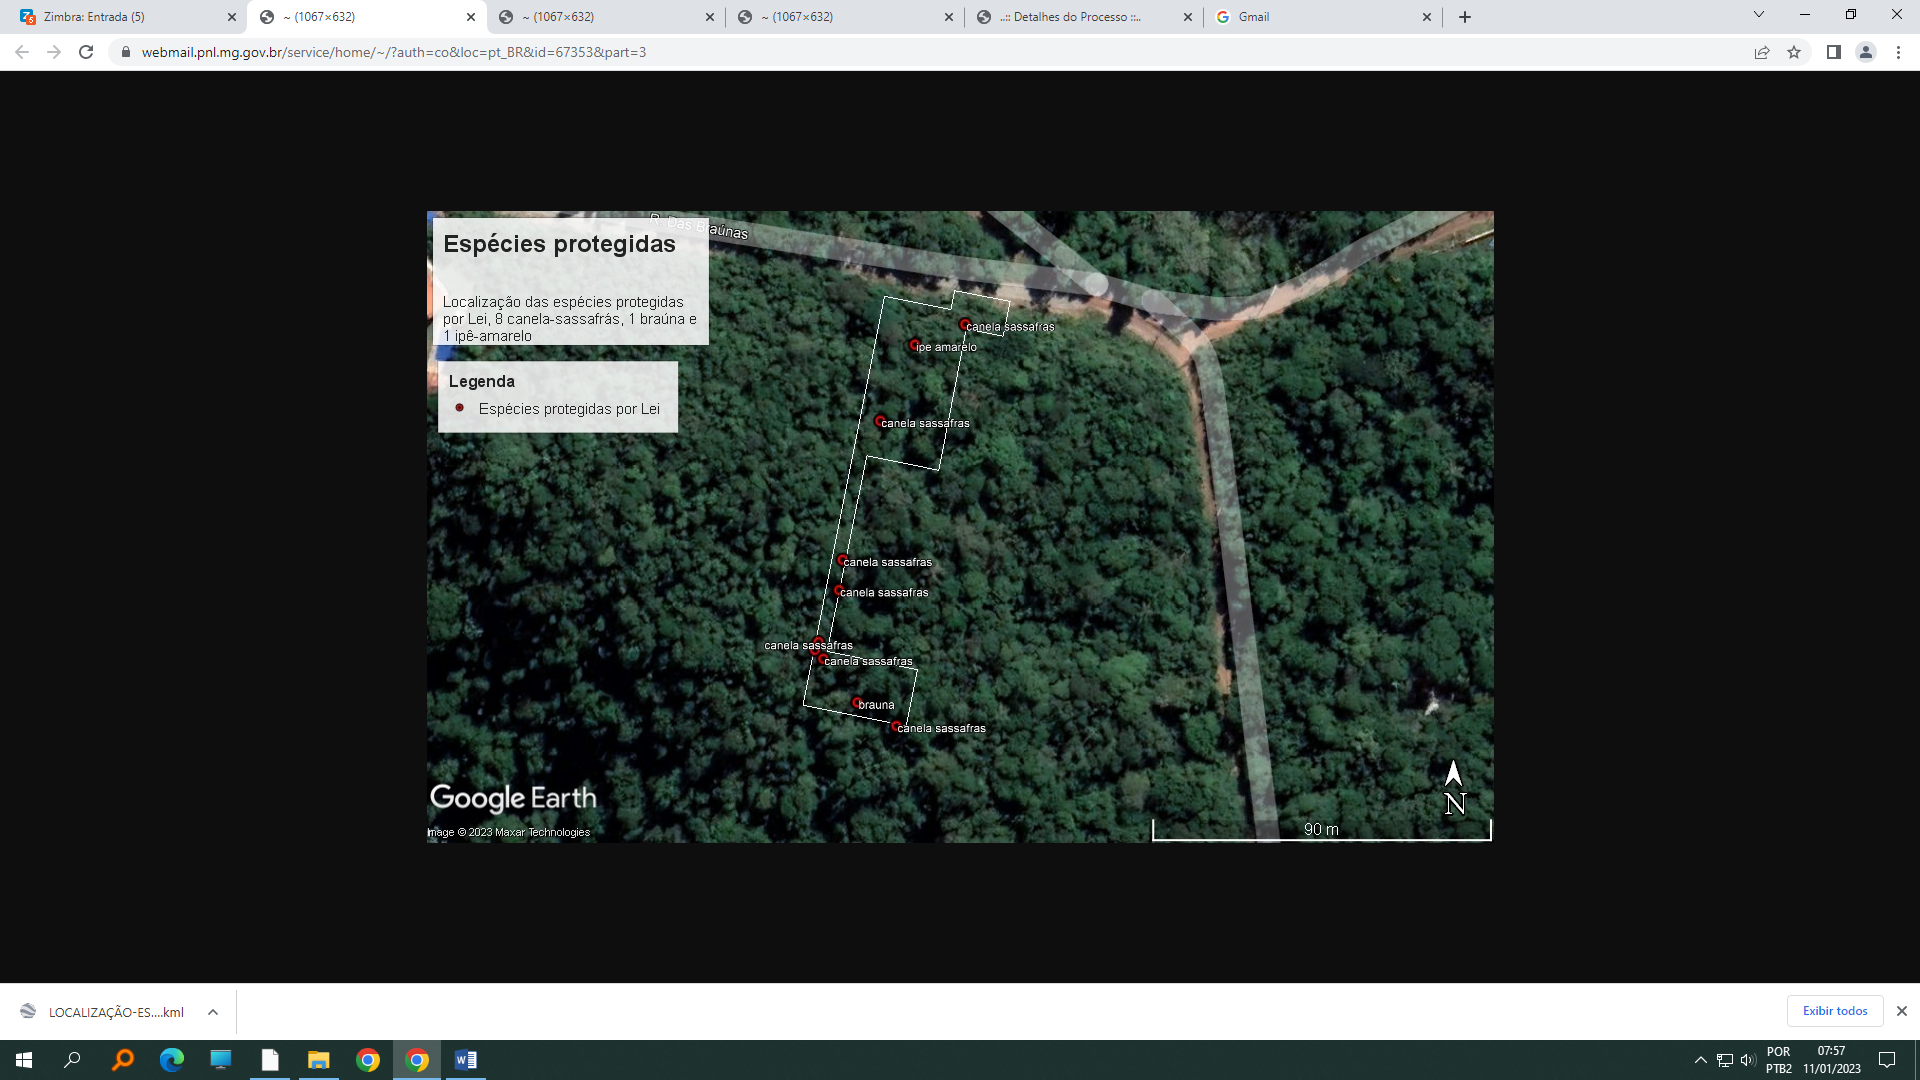 Zimbra: Entrada (5)
~ (1067×632)
~ (1067×632)
~ (1067×632)
..:: Detalhes do Processo ::..
Gmail
webmail.pnl.mg.gov.br/service/home/~/?auth=co&loc=pt_BR&id=67353&part=3
R. Das Braúnas
Espécies protegidas
Localização das espécies protegidas
por Lei, 8 canela-sassafrás, 1 braúna e
1 ipê-amarelo
Legenda
Espécies protegidas por Lei
canela sassafras
ipe amarelo
canela sassafras
canela sassafras
canela sassafras
canela sassafras
canela sassafras
brauna
canela sassafras
Google Earth
Image © 2023 Maxar Technologies
N
90 m
LOCALIZAÇÃO-ES....kml
Exibir todos
POR
PTB2
07:57
11/01/2023